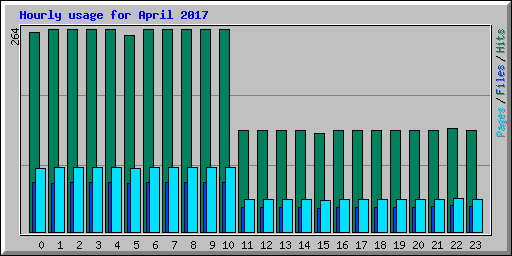 Hourly usage for April 2017
264
Pages/Files/Hits
0 1 2 3 4 5 6 7 8 9 10 11 12 13 14 15 16 17 18 19 20 21 22 23